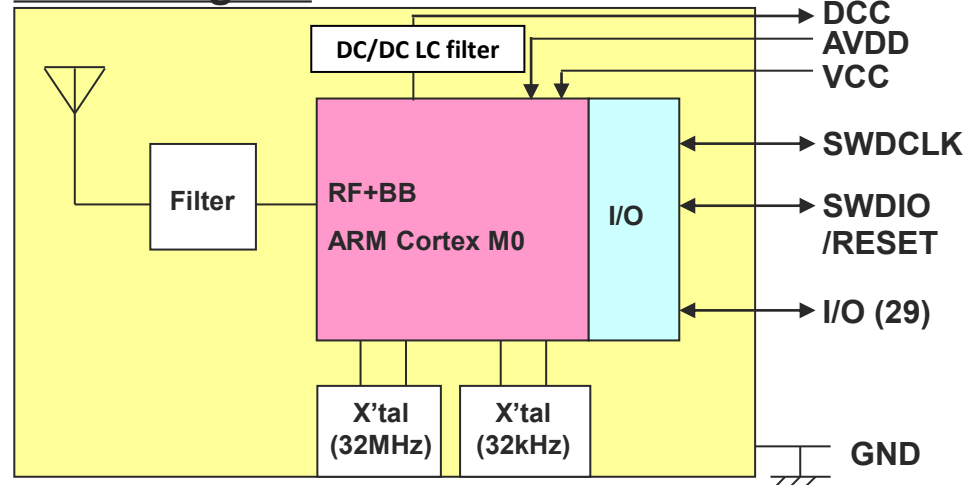 DCC
DC/DC LC filter
AVDD
VCC
SWDCLK
Filter
RF+BB
ARM Cortex M0
I/O
SWDIO
/RESET
I/O (29)
X’tal
(32MHz)
X’tal
(32kHz)
GND